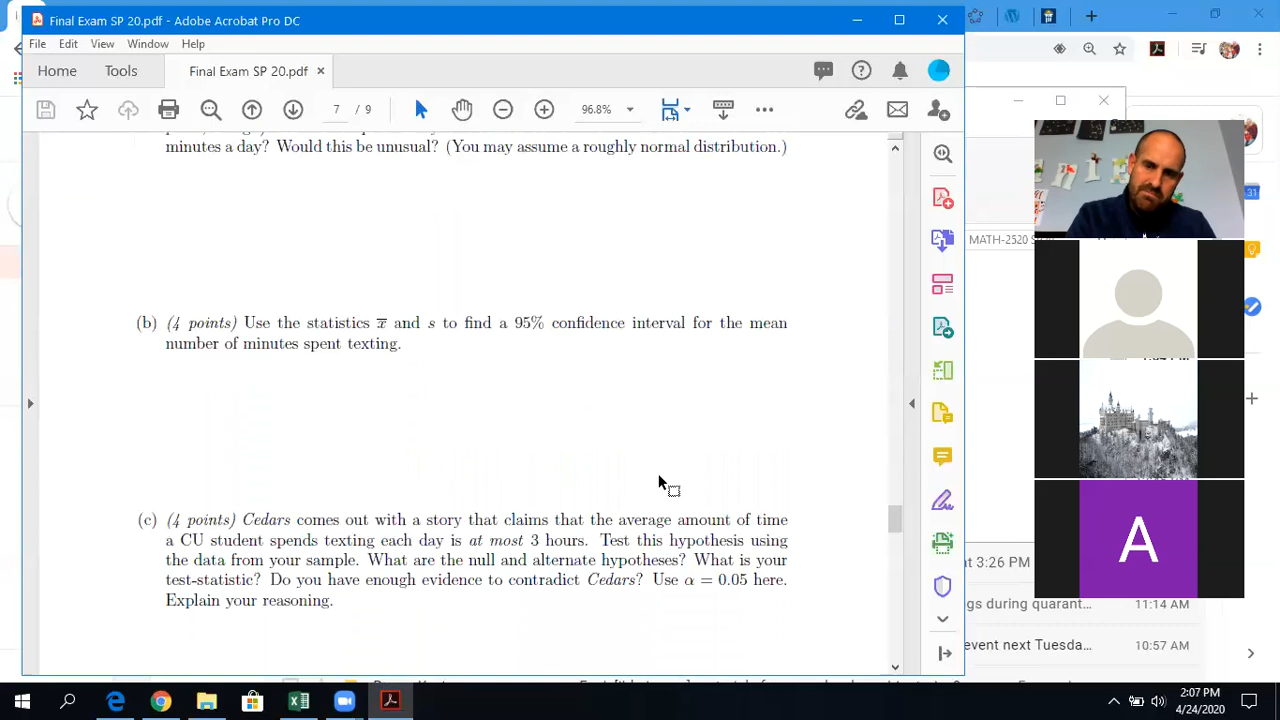 Final Exam SP 20.pdf - Adobe Acrobat Pro DC
File Edit View Window Help
Home Tools Final Exam SP 20.pdf ×
7 / 9 96.8%
minutes a day? Would this be unusual? (You may assume a roughly normal distribution.)
(b) (4 points) Use the statistics x̅ and s to find a 95% confidence interval for the mean
number of minutes spent texting.
(c) (4 points) Cedars comes out with a story that claims that the average amount of time
a CU student spends texting each day is at most 3 hours. Test this hypothesis using
the data from your sample. What are the null and alternate hypotheses? What is your
test-statistic? Do you have enough evidence to contradict Cedars? Use α = 0.05 here.
Explain your reasoning.
MATH-2520
31
A
at 3:26 PM
gs during quarant... 11:14 AM
event next Tuesda... 10:57 AM
2:07 PM
4/24/2020